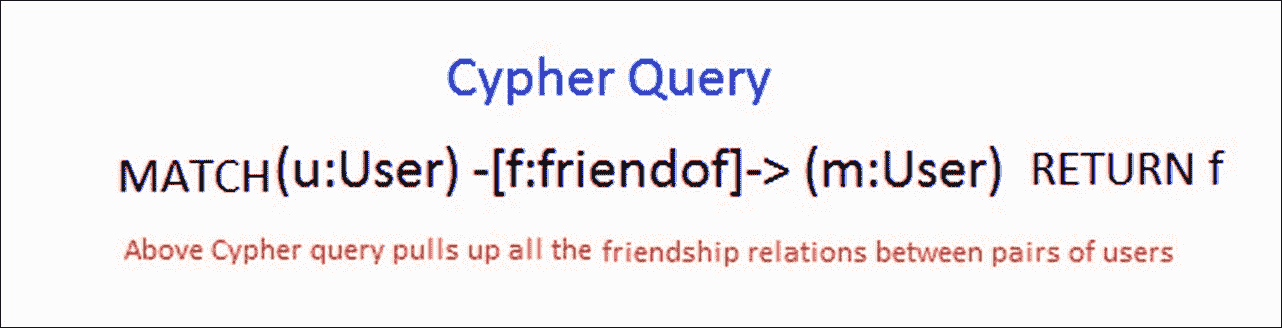 Cypher Query
MATCH(u:User) -[f:friendof]-> (m:User) RETURN f
Above Cypher query pulls up all the friendship relations between pairs of users